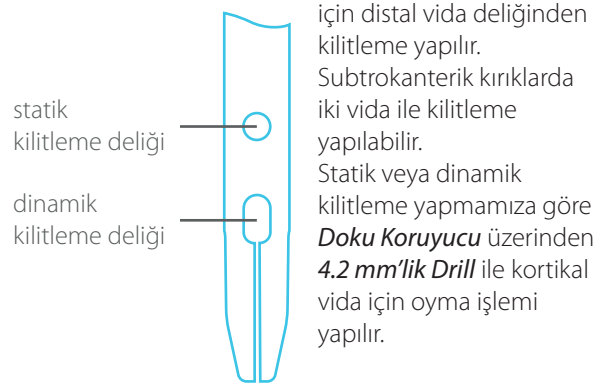 statik
kilitleme deliği
dinamik
kilitleme deliği
için distal vida deliğinden
kilitleme yapılır.
Subtrokanterik kırıklarda
iki vida ile kilitleme
yapılabilir.
Statik veya dinamik
kilitleme yapmamıza göre
Doku Koruyucu üzerinden
4.2 mm’lik Drill ile kortikal
vida için oyma işlemi
yapılır.